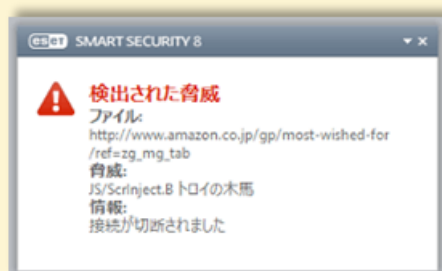 eset SMART SECURITY 8
検出された脅威
ファイル:
http://www.amazon.co.jp/gp/most-wished-for
/ref=zg_mg_tab
脅威:
JS/ScrInject.B トロイの木馬
情報:
接続が切断されました